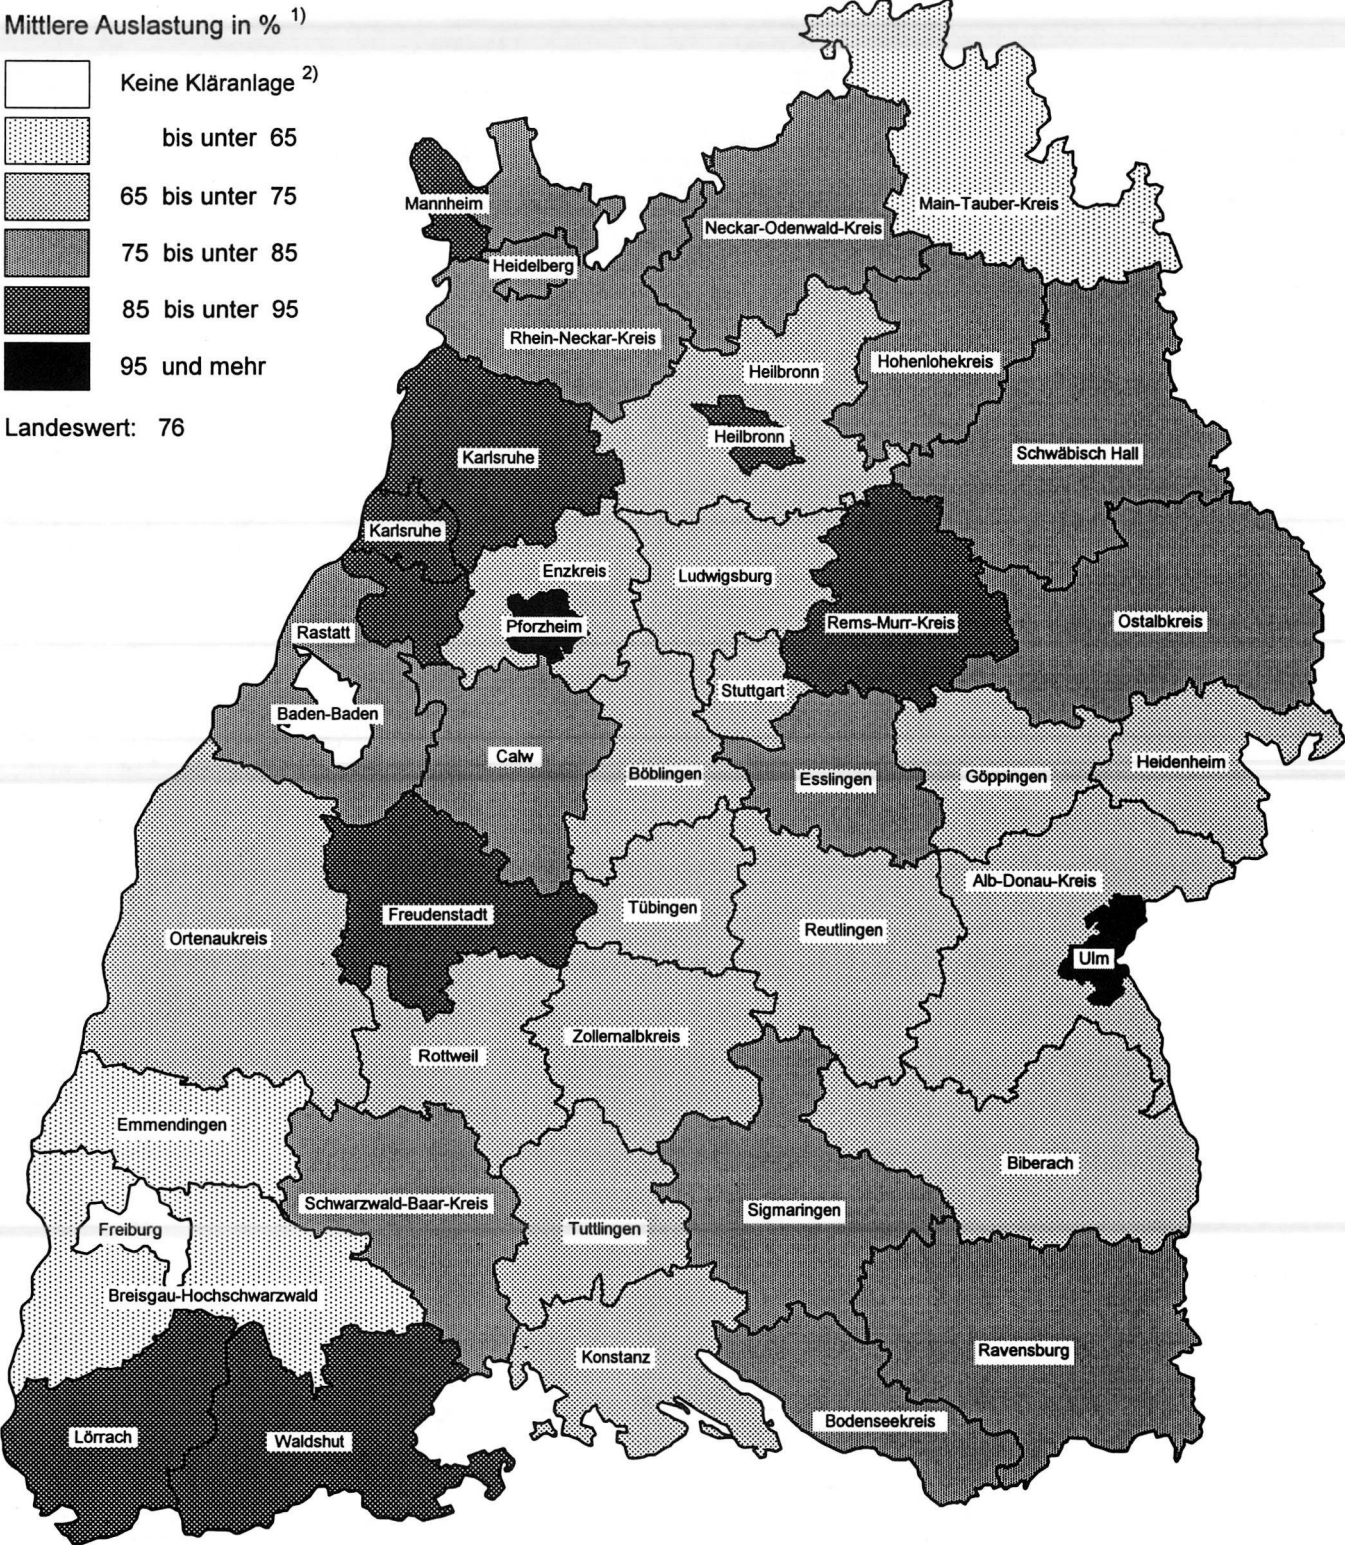 Mittlere Auslastung in % 1)
Keine Kläranlage 2)
bis unter 65
65 bis unter 75
75 bis unter 85
85 bis unter 95
95 und mehr
Landeswert: 76
Mannheim
Main-Tauber-Kreis
Neckar-Odenwald-Kreis
Heidelberg
Rhein-Neckar-Kreis
Heilbronn
Hohenlohekreis
Heilbronn
Karlsruhe
Schwäbisch Hall
Karlsruhe
Enzkreis
Ludwigsburg
Pforzheim
Rems-Murr-Kreis
Ostalbkreis
Rastatt
Stuttgart
Baden-Baden
Calw
Böblingen
Esslingen
Göppingen
Heidenheim
Alb-Donau-Kreis
Freudenstadt
Tübingen
Reutlingen
Ortenaukreis
Ulm
Rottweil
Zollernalbkreis
Emmendingen
Biberach
Schwarzwald-Baar-Kreis
Sigmaringen
Freiburg
Tuttlingen
Breisgau-Hochschwarzwald
Konstanz
Ravensburg
Lörrach
Waldshut
Bodenseekreis